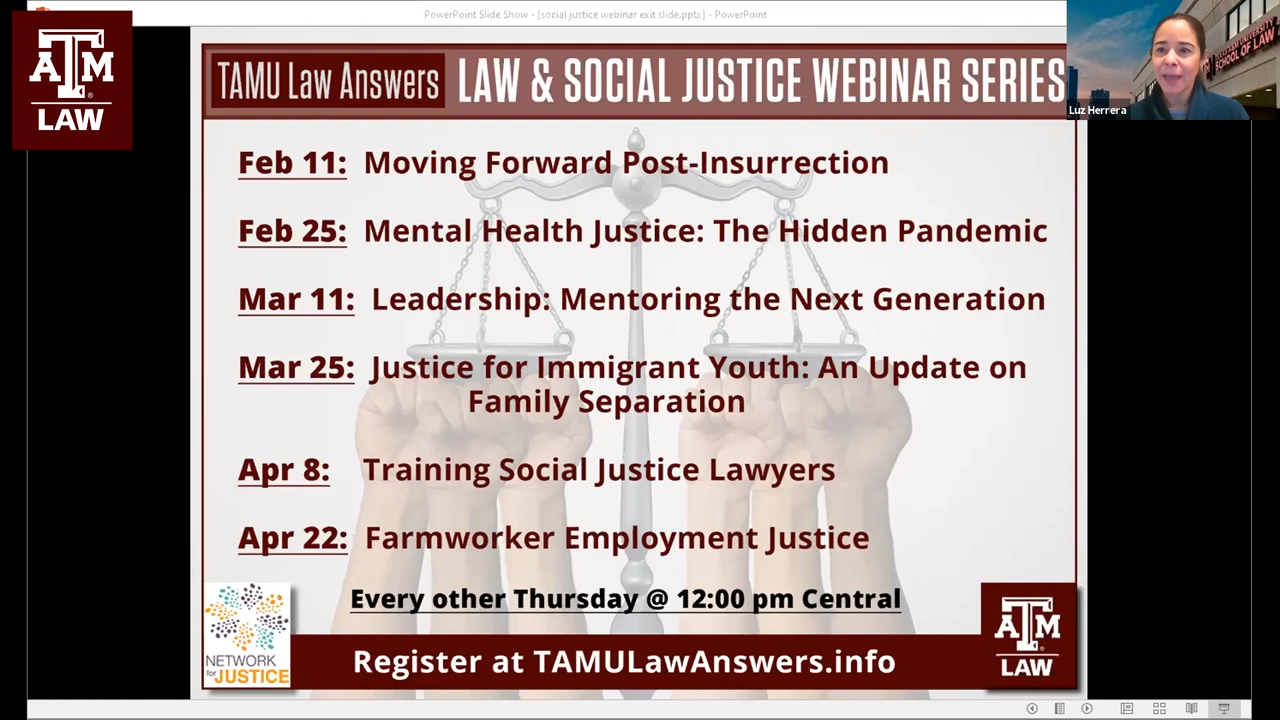 PowerPoint Slide Show - [social justice webinar exit slide.pptx] - PowerPoint
ATM
LAW
TAMU Law Answers LAW & SOCIAL JUSTICE WEBINAR SERIES
SCHOOL OF LAW
Luz Herrera
Feb 11: Moving Forward Post-Insurrection
Feb 25: Mental Health Justice: The Hidden Pandemic
Mar 11: Leadership: Mentoring the Next Generation
Mar 25: Justice for Immigrant Youth: An Update on
Family Separation
Apr 8: Training Social Justice Lawyers
Apr 22: Farmworker Employment Justice
Every other Thursday @ 12:00 pm Central
NETWORK
for JUSTICE
Register at TAMULawAnswers.info
ATM
LAW